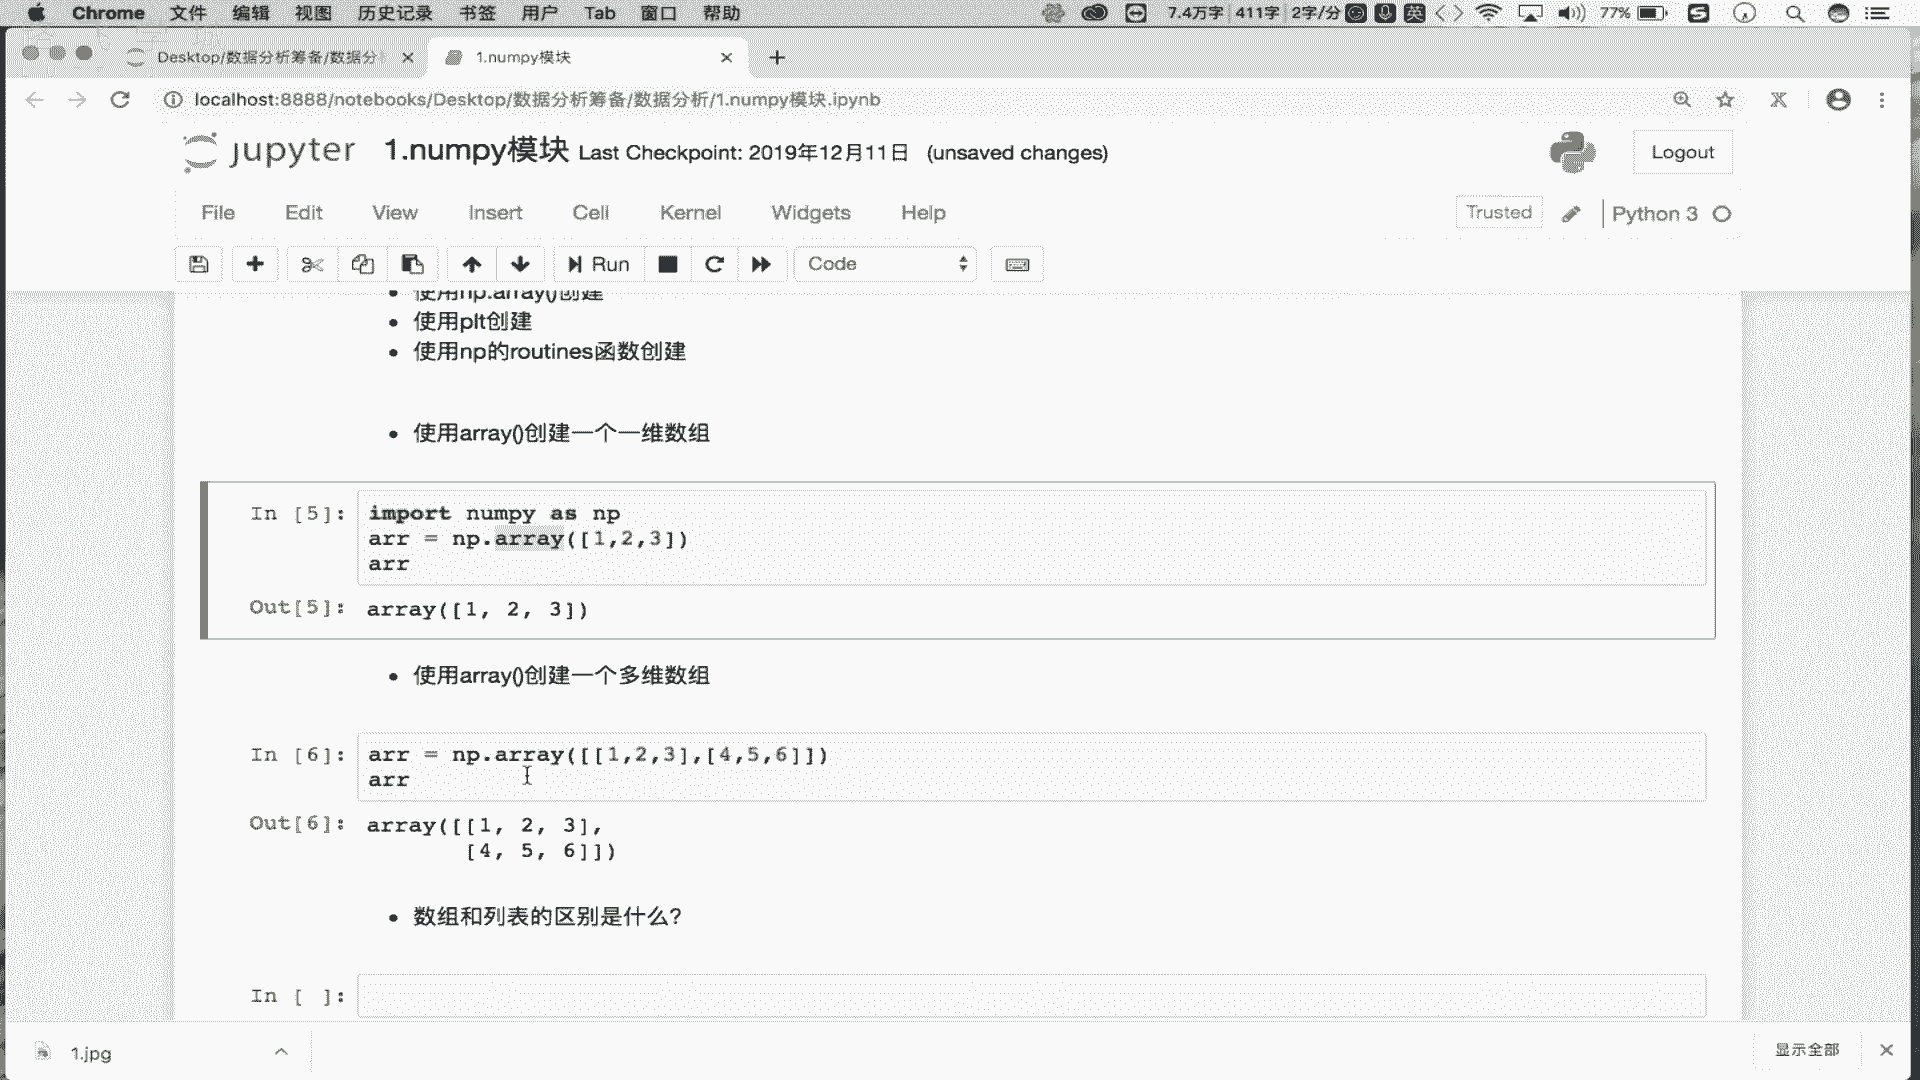 Chrome 文件 编辑 视图 历史记录 书签 用户 Tab 窗口 帮助 7.4万字 411字 2字/分 英 77%
Desktop/数据分析筹备/数据分 1.numpy模块
localhost:8888/notebooks/Desktop/数据分析筹备/数据分析/1.numpy模块.ipynb
jupyter 1.numpy模块 Last Checkpoint: 2019年12月11日 (unsaved changes) Logout
File Edit View Insert Cell Kernel Widgets Help Trusted Python 3
Run Code
使用np.array()创建
使用plt创建
使用np的routines函数创建
使用array()创建一个一维数组
In [5]: import numpy as np
arr = np.array([1,2,3])
arr
Out[5]: array([1, 2, 3])
使用array()创建一个多维数组
In [6]: arr = np.array([[1,2,3],[4,5,6]])
arr
Out[6]: array([[1, 2, 3],
[4, 5, 6]])
数组和列表的区别是什么?
In [ ]:
1.jpg 显示全部